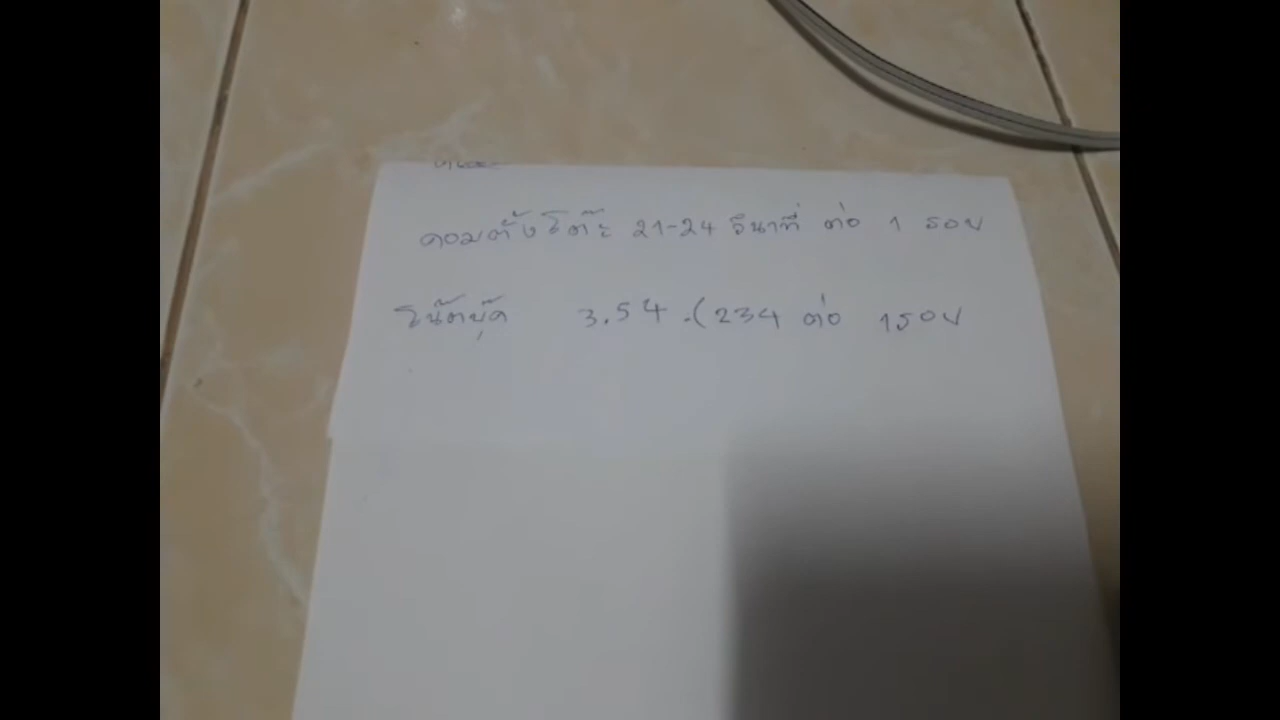 คอมตั้งโต๊ะ 21-24 วินาที ต่อ 1 รอบ
โน๊ตบุ๊ค 3.54 .(234 ต่อ 1รอบ